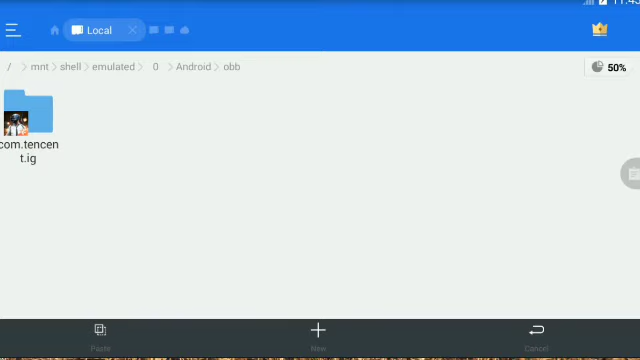 Local
/ mnt shell emulated 0 Android obb
50%
com.tencen
t.ig
Paste
New
Cancel